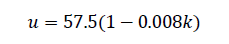 u = 57.5(1 − 0.008k)